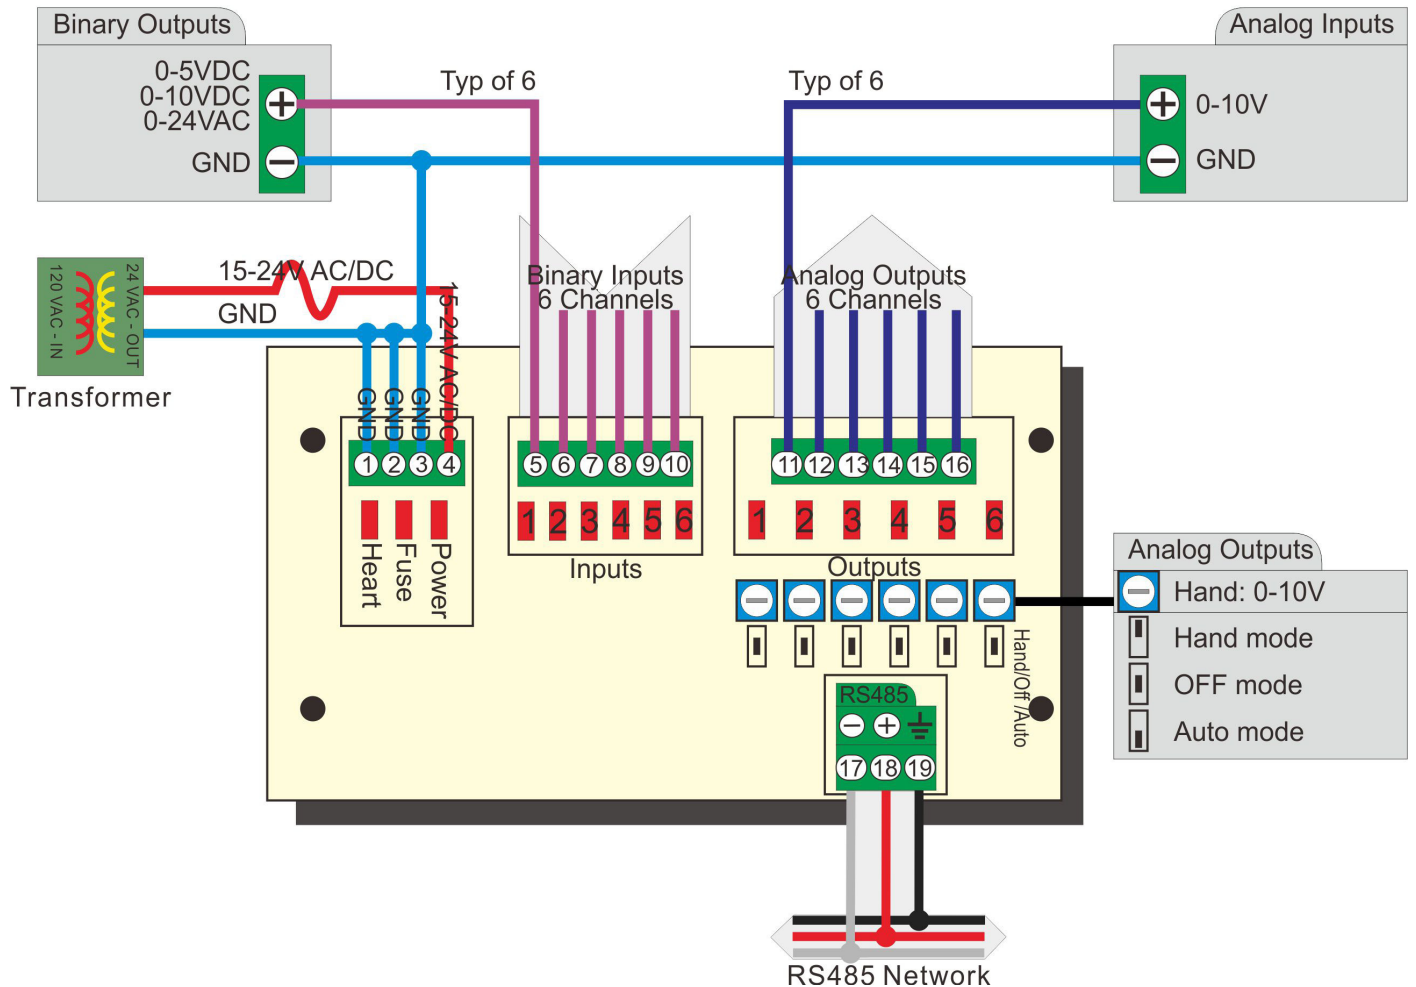 Binary Outputs
0-5VDC
0-10VDC
0-24VAC
GND
Typ of 6
Typ of 6
Analog Inputs
0-10V
GND
120 VAC - IN
24 VAC - OUT
Transformer
15-24V AC/DC
GND
Binary Inputs
6 Channels
Analog Outputs
6 Channels
GND
GND
GND
15-24V AC/DC
1 2 3 4
5 6 7 8 9 10
11 12 13 14 15 16
Heart
Fuse
Power
1 2 3 4 5 6
Inputs
1 2 3 4 5 6
Outputs
Hand/Off /Auto
Analog Outputs
Hand: 0-10V
Hand mode
OFF mode
Auto mode
RS485
17 18 19
RS485 Network